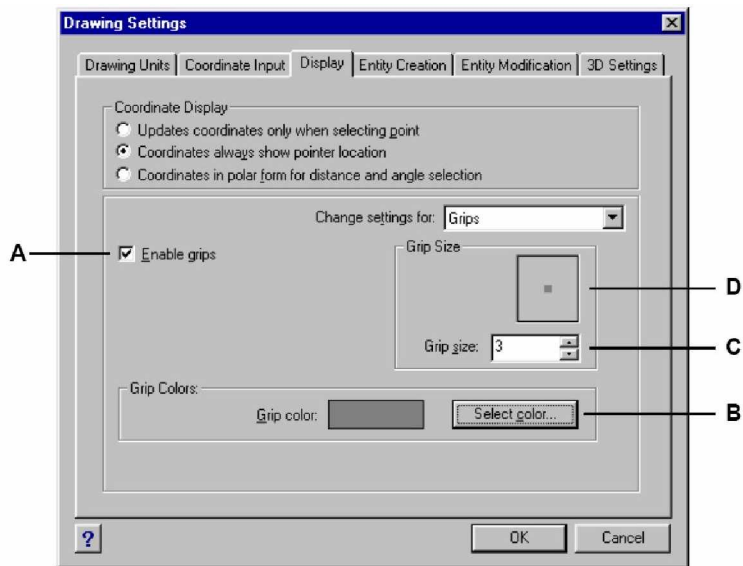 Drawing Settings
Drawing Units Coordinate Input Display Entity Creation Entity Modification 3D Settings
Coordinate Display
Updates coordinates only when selecting point
Coordinates always show pointer location
Coordinates in polar form for distance and angle selection
Change settings for: Grips
A
Enable grips
Grip Size
D
Grip size: 3
C
Grip Colors:
Grip color: Select color...
B
?
OK Cancel